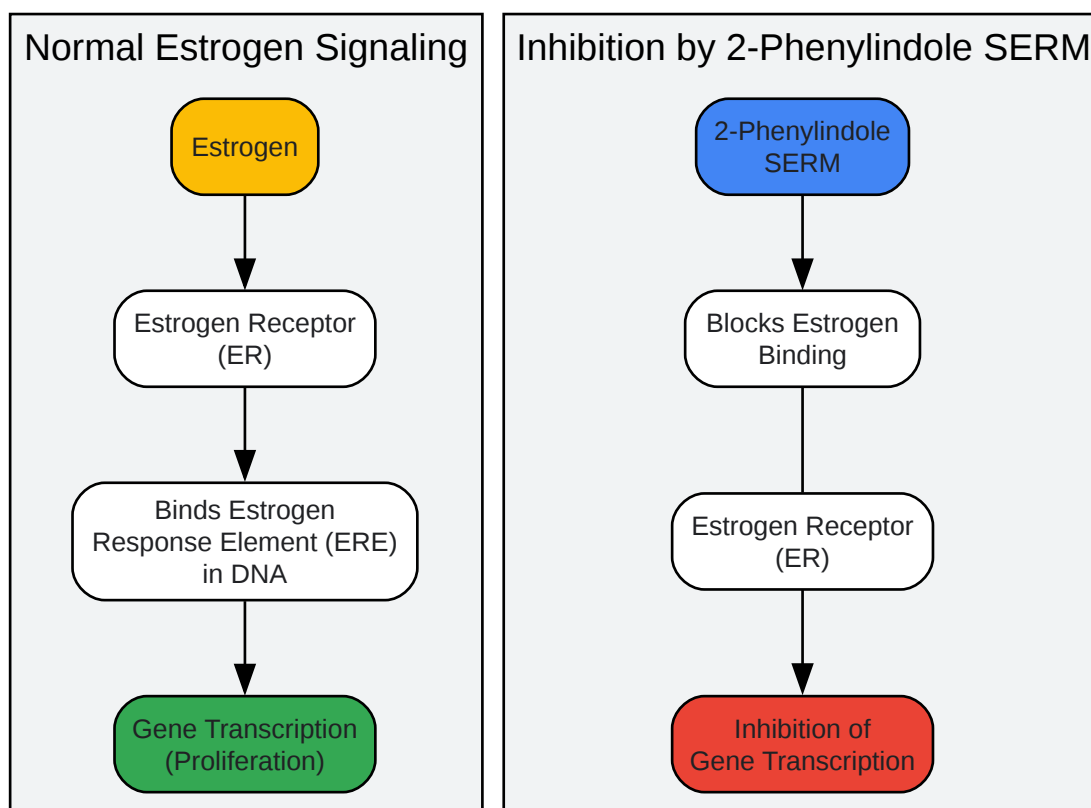 Normal Estrogen Signaling
Estrogen
Estrogen Receptor
(ER)
Binds Estrogen
Response Element (ERE)
in DNA
Gene Transcription
(Proliferation)
Inhibition by 2-Phenylindole SERM
2-Phenylindole
SERM
Blocks Estrogen
Binding
Estrogen Receptor
(ER)
Inhibition of
Gene Transcription